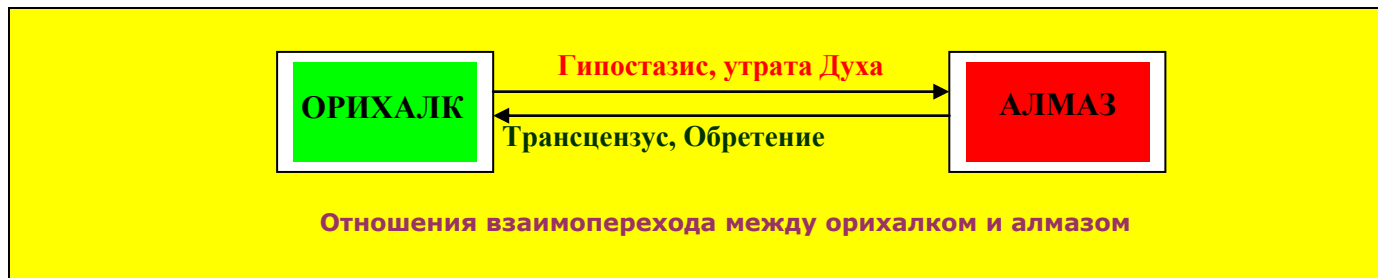 Гипостазис, утрата Духа
ОРИХАЛК
АЛМАЗ
Трансцензус, Обретение
Отношения взаимоперехода между орихалком и алмазом